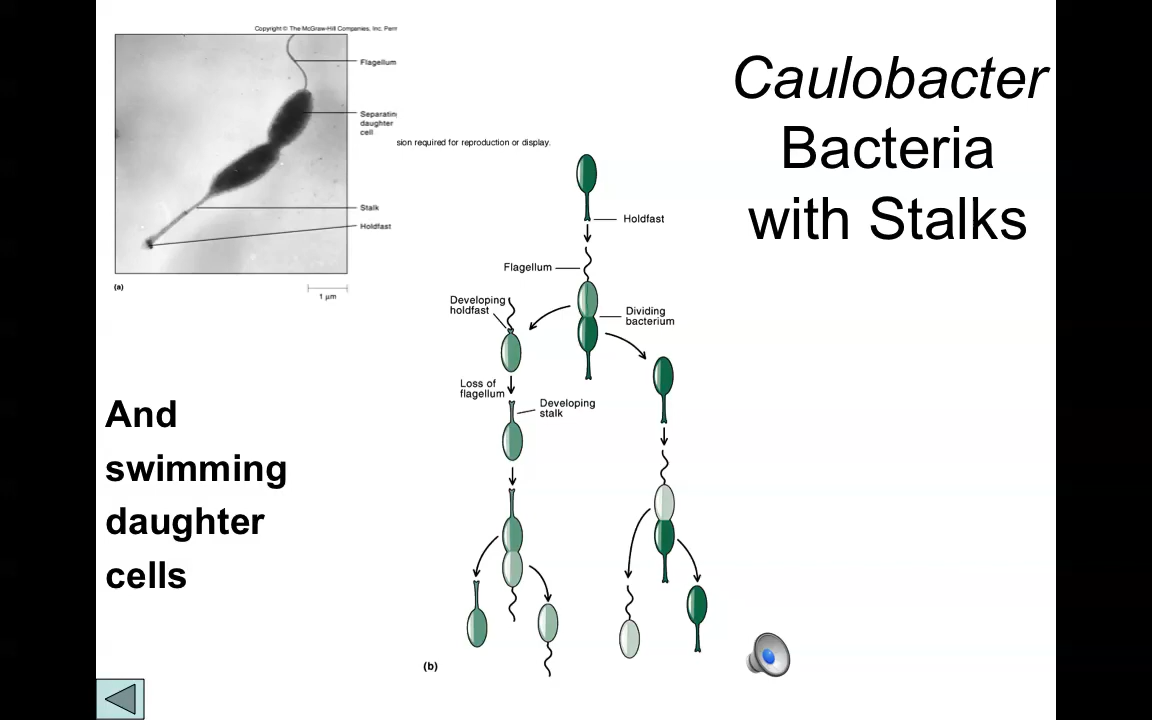 Copyright © The McGraw-Hill Companies, Inc. Perm
Flagellum
Separating
daughter
cell
Stalk
Holdfast
(a)
1 µm
sion required for reproduction or display.
Caulobacter
Bacteria
with Stalks
Holdfast
Flagellum
Developing
holdfast
Dividing
bacterium
Loss of
flagellum
Developing
stalk
And
swimming
daughter
cells
(b)